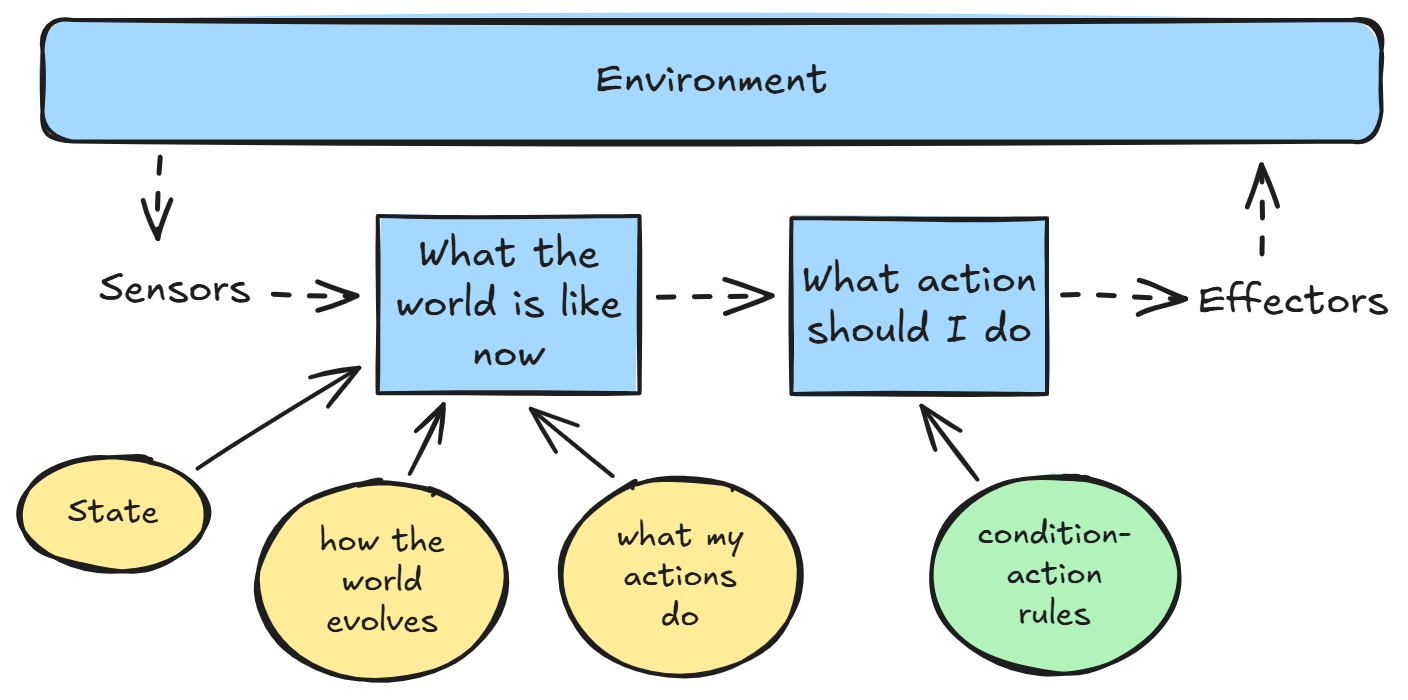 Environment
Sensors
What the
world is like
now
What action
should I do
Effectors
State
how the
world
evolves
what my
actions
do
condition-
action
rules